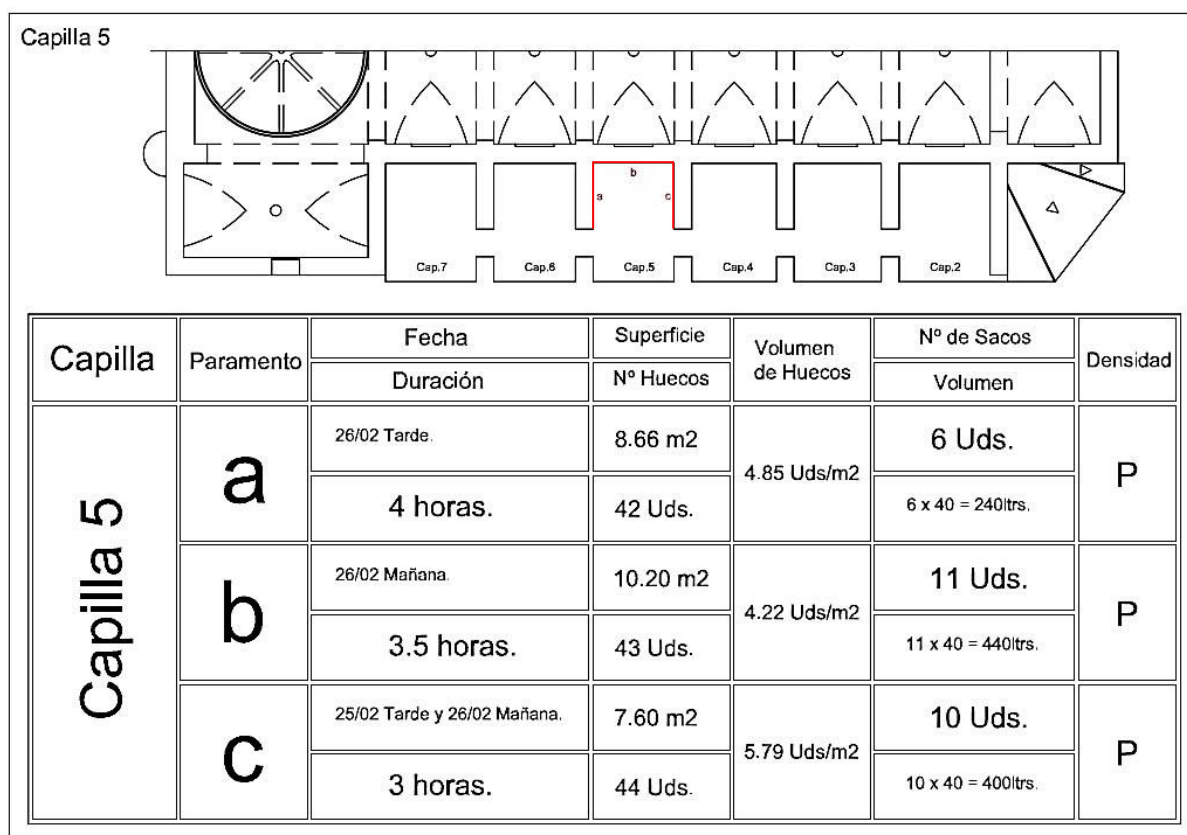 Capilla 5
b
a
c
Cap.7
Cap.6
Cap.5
Cap.4
Cap.3
Cap.2
Capilla
Paramento
Fecha
Duración
Superficie
Nº Huecos
Volumen
de Huecos
Nº de Sacos
Volumen
Densidad
Capilla 5
a
26/02 Tarde.
4 horas.
8.66 m2
42 Uds.
4.85 Uds/m2
6 Uds.
6 x 40 = 240ltrs.
P
b
26/02 Mañana.
3.5 horas.
10.20 m2
43 Uds.
4.22 Uds/m2
11 Uds.
11 x 40 = 440ltrs.
P
c
25/02 Tarde y 26/02 Mañana.
3 horas.
7.60 m2
44 Uds.
5.79 Uds/m2
10 Uds.
10 x 40 = 400ltrs.
P